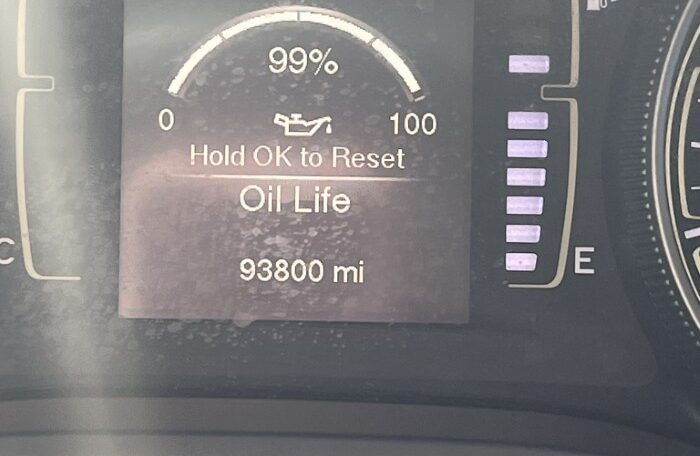 99%
0 100
Hold OK to Reset
Oil Life
93800 mi
C E